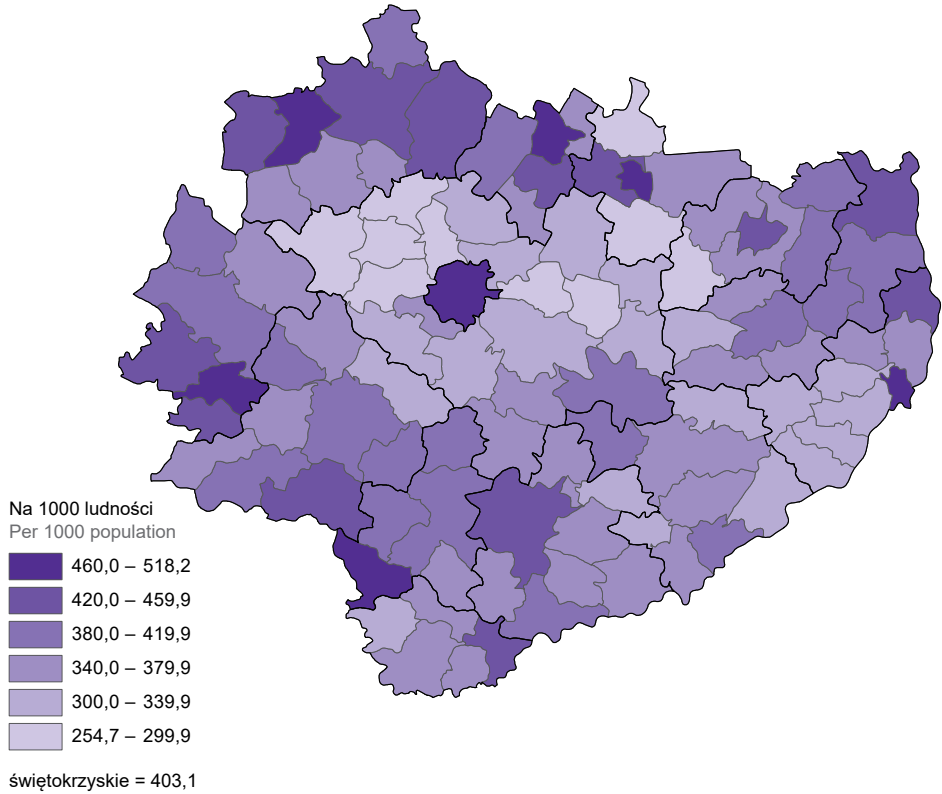 Na 1000 ludności
Per 1000 population
460,0 – 518,2
420,0 – 459,9
380,0 – 419,9
340,0 – 379,9
300,0 – 339,9
254,7 – 299,9
świętokrzyskie = 403,1